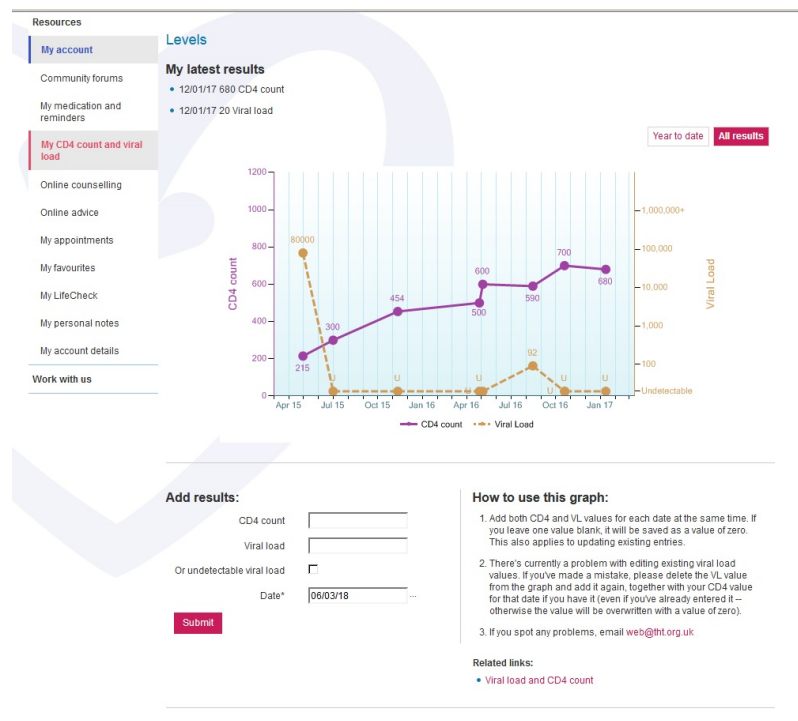 Resources
My account
Community forums
My medication and
reminders
My CD4 count and viral
load
Online counselling
Online advice
My appointments
My favourites
My LifeCheck
My personal notes
My account details
Work with us
Levels
My latest results
12/01/17 680 CD4 count
12/01/17 20 Viral load
Year to date
All results
CD4 count
1200
1000
800
600
400
200
0
80000
215
300
454
500
600
590
700
680
U
U
U
U
92
U
U
U
1,000,000+
100,000
10,000
1,000
100
Undetectable
Viral Load
Apr 15 Jul 15 Oct 15 Jan 16 Apr 16 Jul 16 Oct 16 Jan 17
CD4 count Viral Load
Add results:
CD4 count
Viral load
Or undetectable viral load
Date* 06/03/18 ...
Submit
How to use this graph:
1. Add both CD4 and VL values for each date at the same time. If
you leave one value blank, it will be saved as a value of zero.
This also applies to updating existing entries.
2. There's currently a problem with editing existing viral load
values. If you've made a mistake, please delete the VL value
from the graph and add it again, together with your CD4 value
for that date if you have it (even if you've already entered it –
otherwise the value will be overwritten with a value of zero).
3. If you spot any problems, email web@tht.org.uk
Related links:
Viral load and CD4 count